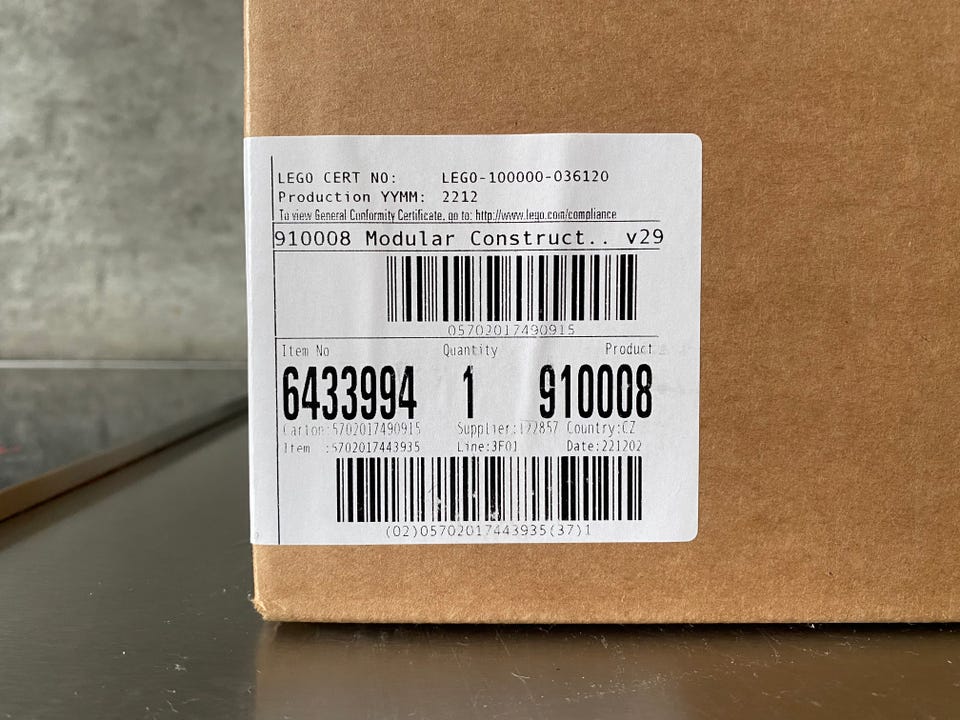 LEGO CERT NO: LEGO-100000-036120
Production YYMM: 2212
To view General Conformity Certificate, go to: http://www.lego.com/compliance
910008 Modular Construct.. v29
05702017490915
Item No Quantity Product
6433994 1 910008
Carton:5702017490915 Supplier:122857 Country:CZ
Item :5702017443935 Line:3F01 Date:221202
(02)05702017443935(37)1